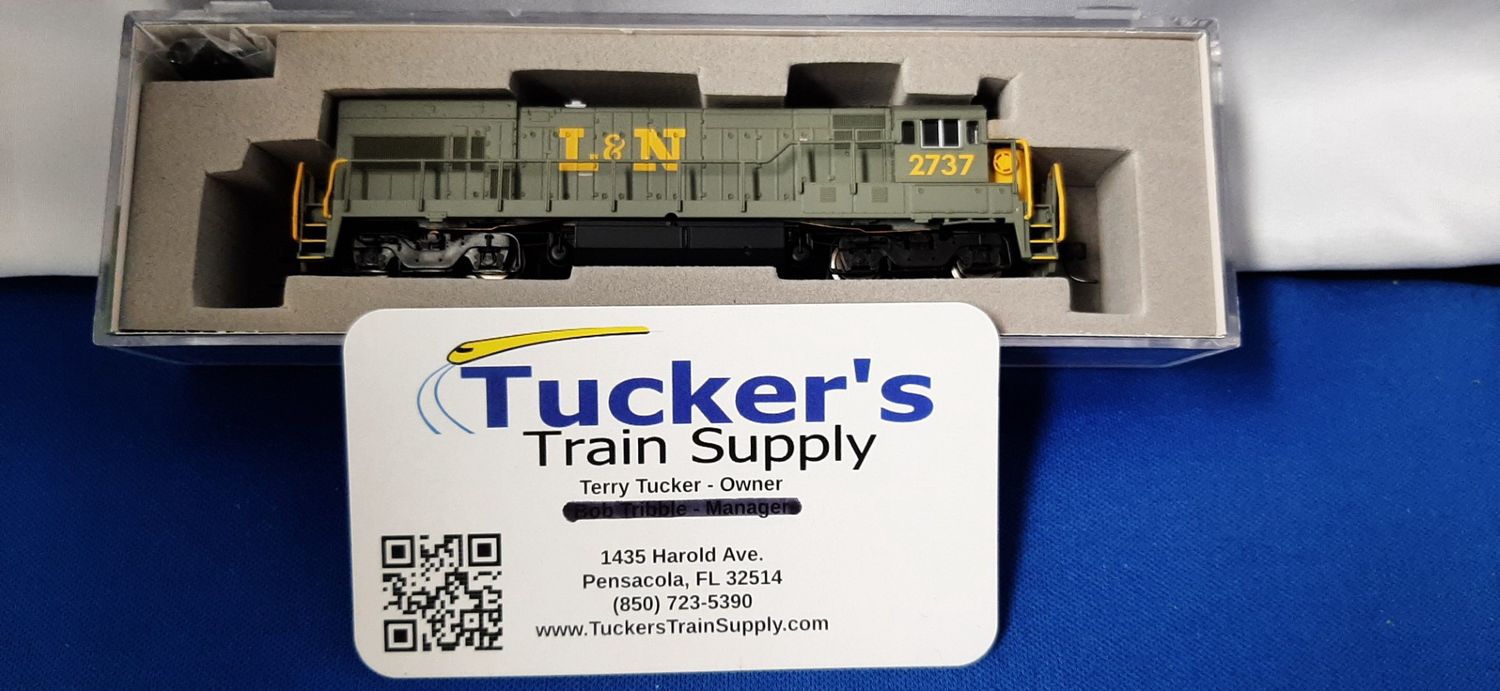 L&N
2737
Tucker's
Train Supply
Terry Tucker - Owner
Bob Tribble - Manager
1435 Harold Ave.
Pensacola, FL 32514
(850) 723-5390
www.TuckersTrainSupply.com